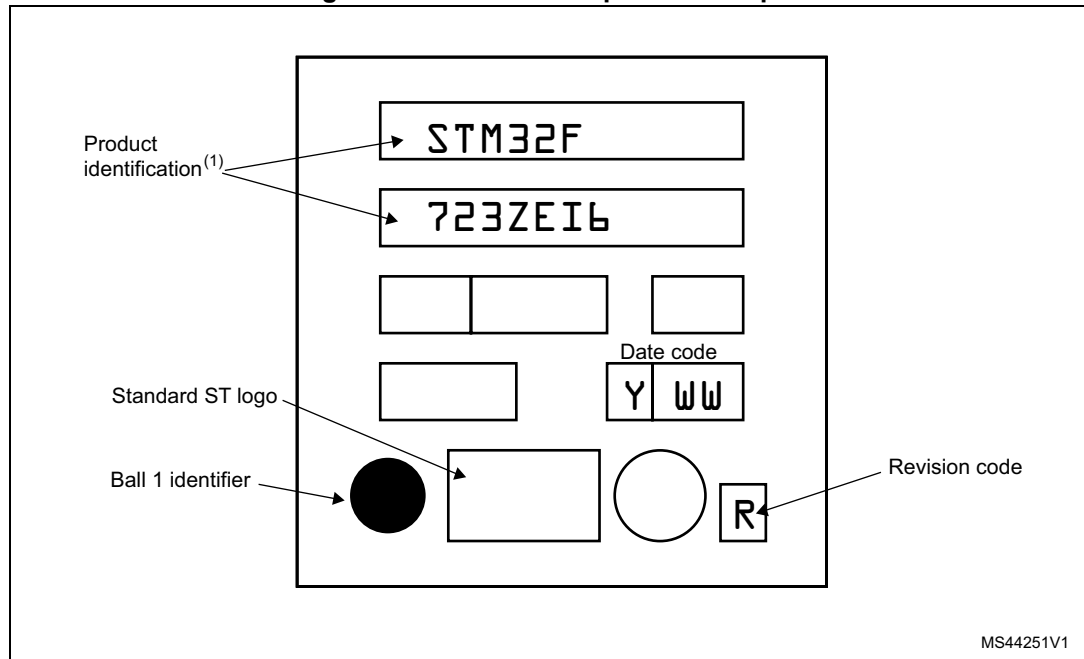 Product
identification(1)
STM32F
723ZEI6
Date code
Y WW
Standard ST logo
Ball 1 identifier
Revision code
R
MS44251V1